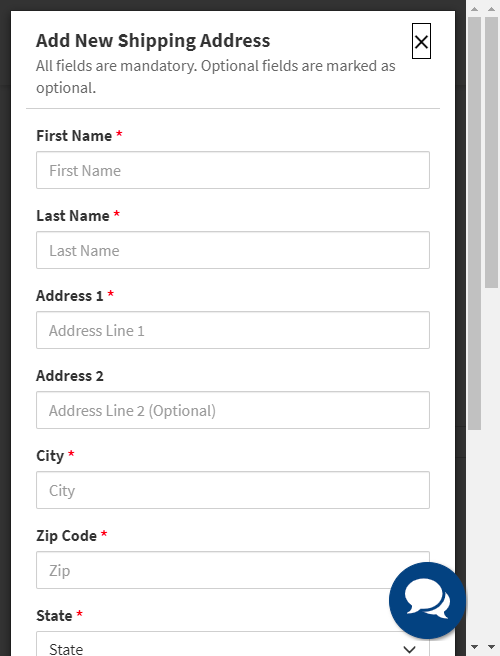 Add New Shipping Address
All fields are mandatory. Optional fields are marked as
optional.
First Name *
First Name
Last Name *
Last Name
Address 1 *
Address Line 1
Address 2
Address Line 2 (Optional)
City *
City
Zip Code *
Zip
State *
State